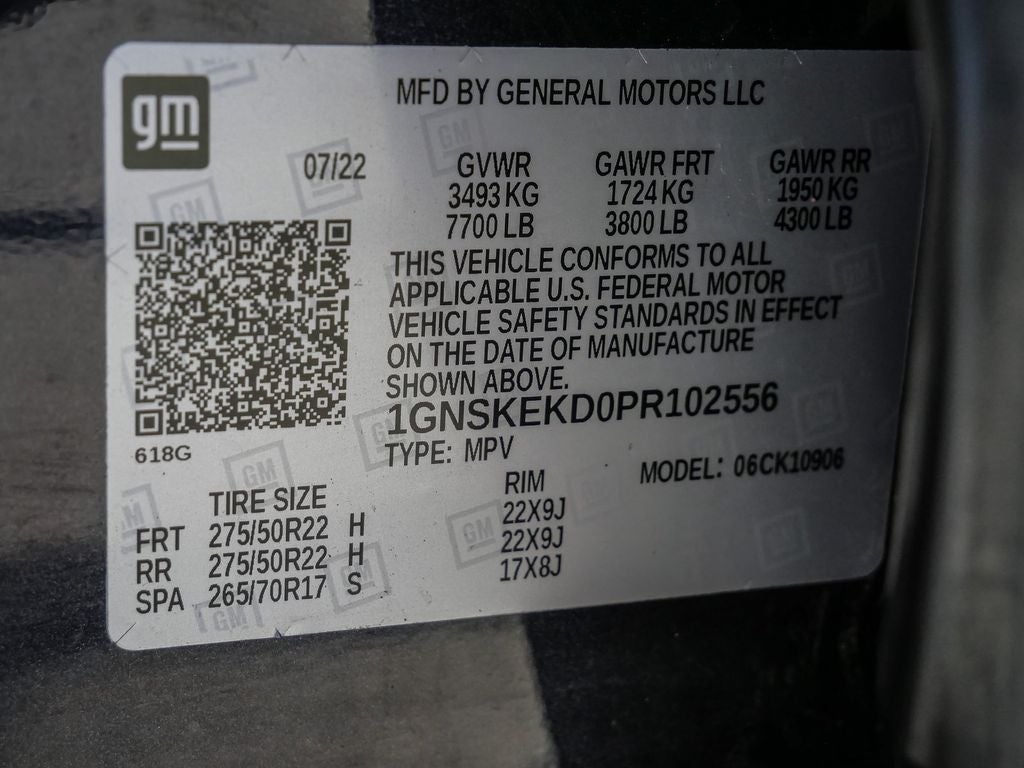 gm
MFD BY GENERAL MOTORS LLC
07/22 GVWR GAWR FRT GAWR RR
3493 KG 1724 KG 1950 KG
7700 LB 3800 LB 4300 LB
THIS VEHICLE CONFORMS TO ALL
APPLICABLE U.S. FEDERAL MOTOR
VEHICLE SAFETY STANDARDS IN EFFECT
ON THE DATE OF MANUFACTURE
SHOWN ABOVE.
1GNSKEKD0PR102556
618G
TYPE: MPV
MODEL: 06CK10906
TIRE SIZE RIM
FRT 275/50R22 H 22X9J
RR 275/50R22 H 22X9J
SPA 265/70R17 S 17X8J